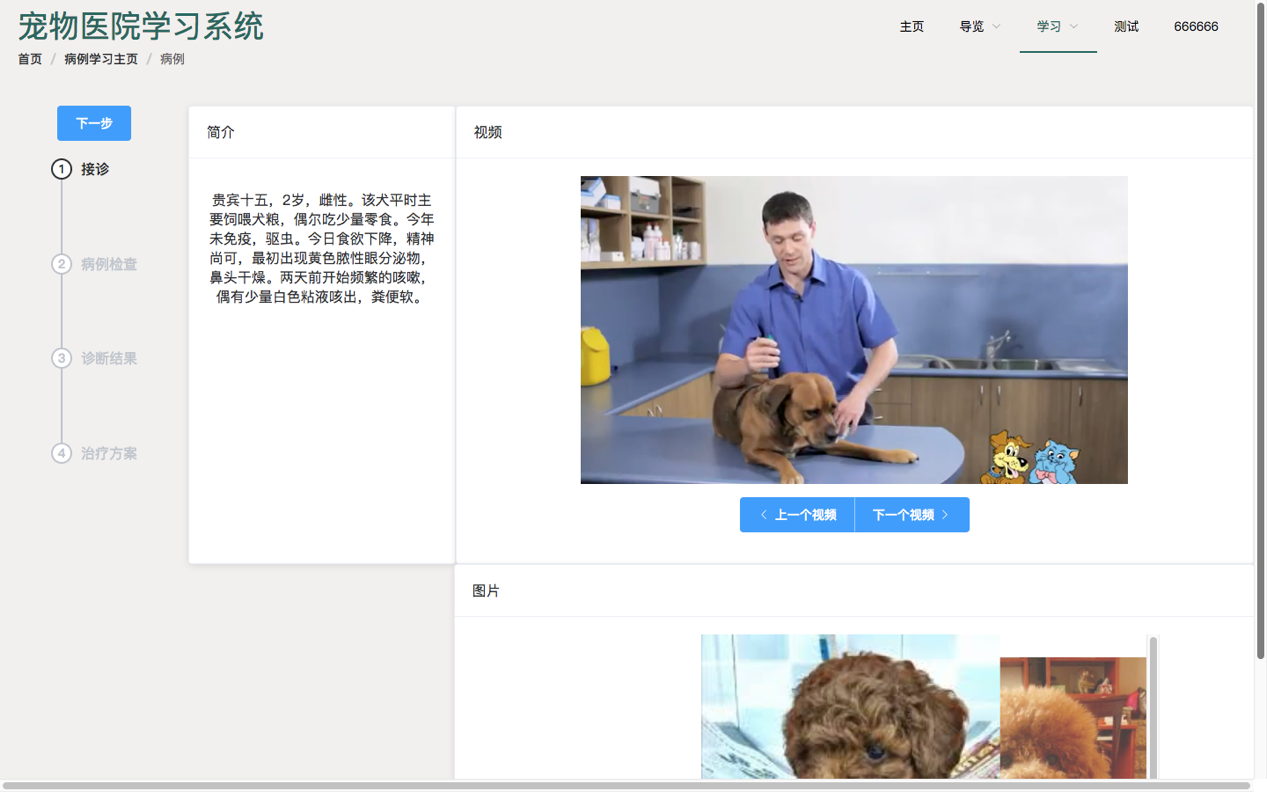 宠物医院学习系统
主页 导览 学习 测试 666666
首页 / 病例学习主页 / 病例
下一步
1 接诊
2 病例检查
3 诊断结果
4 治疗方案
简介
贵宾十五，2岁，雌性。该犬平时主
要饲喂犬粮，偶尔吃少量零食。今年
未免疫，驱虫。今日食欲下降，精神
尚可，最初出现黄色脓性眼分泌物，
鼻头干燥。两天前开始频繁的咳嗽，
偶有少量白色粘液咳出，粪便软。
视频
上一个视频 下一个视频
图片